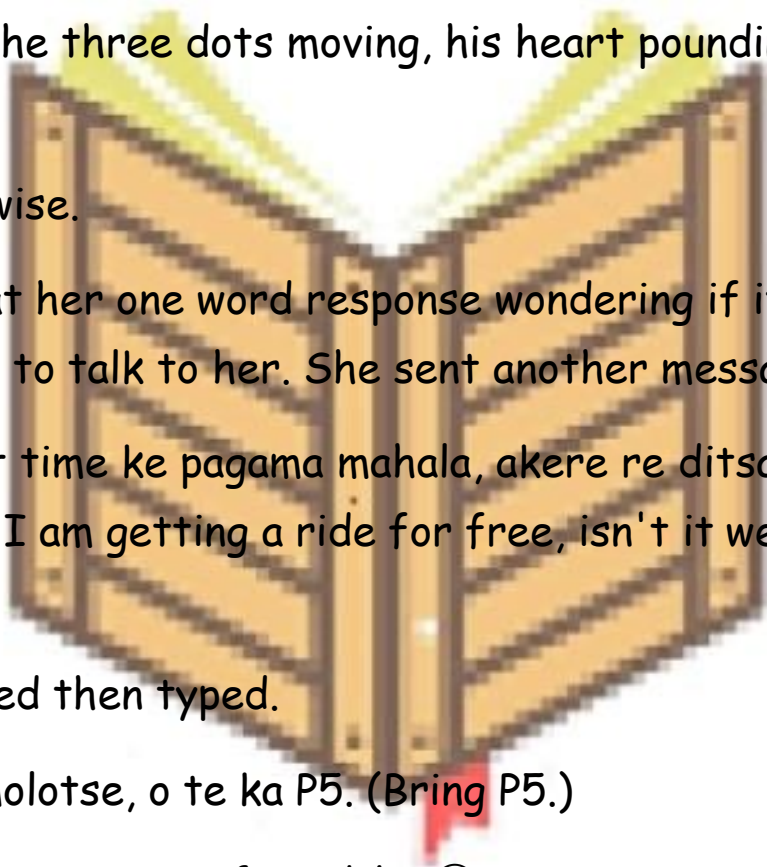 he three dots moving, his heart poundi
wise.
t her one word response wondering if i
to talk to her. She sent another mess
time ke pagama mahala, akere re dits
I am getting a ride for free, isn't it we
ed then typed.
olotse, o te ka P5. (Bring P5.)